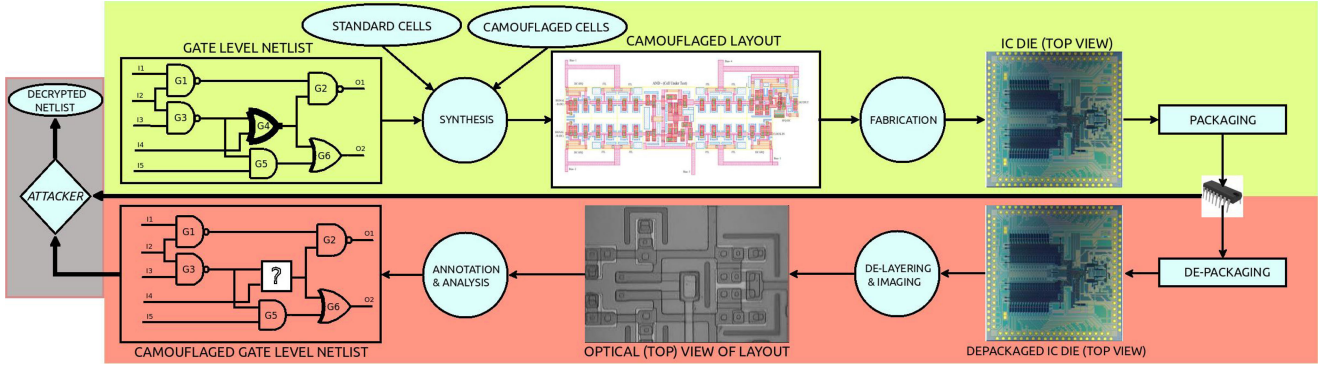 STANDARD CELLS
CAMOUFLAGED CELLS
GATE LEVEL NETLIST
CAMOUFLAGED LAYOUT
IC DIE (TOP VIEW)
I1
G1
G2
O1
I2
G3
I3
G4
I4
G5
G6
O2
I5
SYNTHESIS
FABRICATION
PACKAGING
DECRYPTED
NETLIST
ATTACKER
I1
G1
G2
O1
I2
G3
I3
?
I4
G5
G6
O2
I5
ANNOTATION
& ANALYSIS
DE-LAYERING
& IMAGING
DE-PACKAGING
CAMOUFLAGED GATE LEVEL NETLIST
OPTICAL (TOP) VIEW OF LAYOUT
DEPACKAGED IC DIE (TOP VIEW)